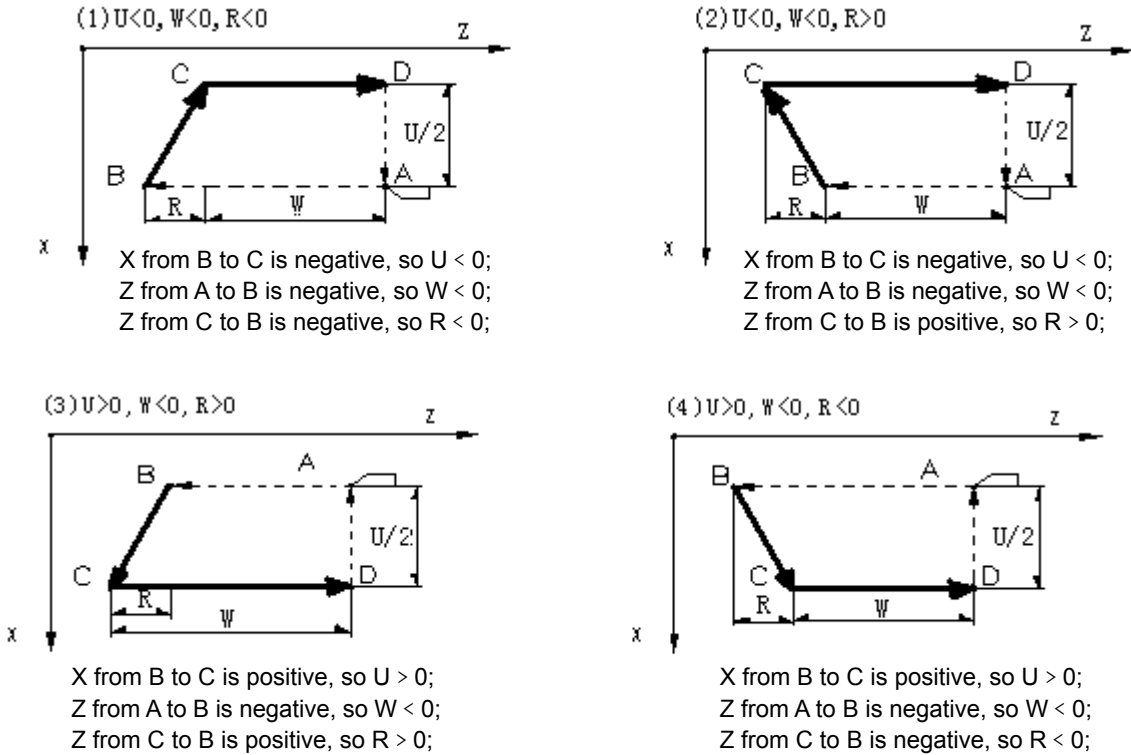 (1)U<0, W<0, R<0
Z
C
D
U/2
B
A
R
W
X
X from B to C is negative, so U < 0;
Z from A to B is negative, so W < 0;
Z from C to B is negative, so R < 0;
(2)U<0, W<0, R>0
Z
C
D
U/2
B
A
R
W
X
X from B to C is negative, so U < 0;
Z from A to B is negative, so W < 0;
Z from C to B is positive, so R > 0;
(3)U>0, W<0, R>0
Z
B
A
U/2
C
D
R
W
X
X from B to C is positive, so U > 0;
Z from A to B is negative, so W < 0;
Z from C to B is positive, so R > 0;
(4)U>0, W<0, R<0
Z
B
A
U/2
C
D
R
W
X
X from B to C is positive, so U > 0;
Z from A to B is negative, so W < 0;
Z from C to B is negative, so R < 0;